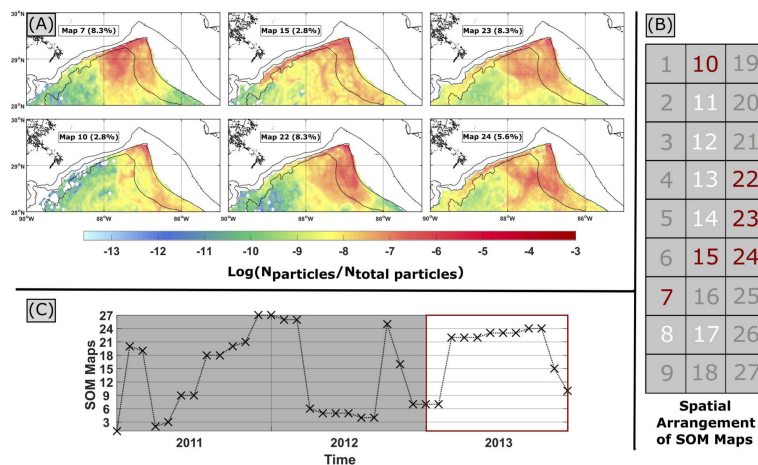 (A)
Map 7 (8.3%)
Map 15 (2.8%)
Map 23 (8.3%)
30°N
29°N
28°N
Map 10 (2.8%)
Map 22 (8.3%)
Map 24 (5.6%)
30°N
29°N
28°N
90°W 88°W 86°W 90°W 88°W 86°W 90°W 88°W 86°W
-13 -12 -11 -10 -9 -8 -7 -6 -5 -4 -3
Log(Nparticles/Ntotal particles)
(B)
1 10 19
2 11 20
3 12 21
4 13 22
5 14 23
6 15 24
7 16 25
8 17 26
9 18 27
Spatial
Arrangement
of SOM Maps
(C)
SOM Maps
27
24
21
18
15
12
9
6
3
2011 2012 2013
Time